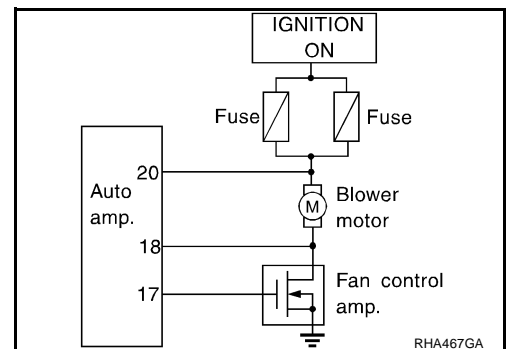 IGNITION
ON
Fuse
Fuse
20
Auto
amp.
Blower
motor
M
18
17
Fan control
amp.
RHA467GA